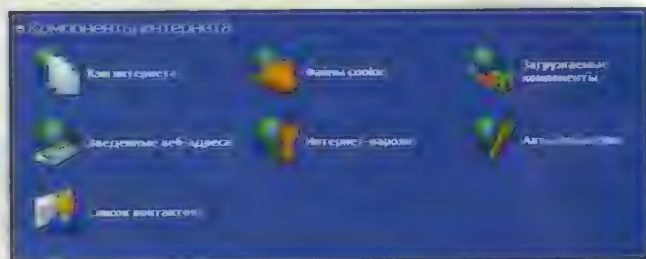 Компоненты интернета
Кэш интернета
Файлы cookie
Загружаемые
компоненты
Введенные веб-адреса
Интернет-пароли
Список контактов